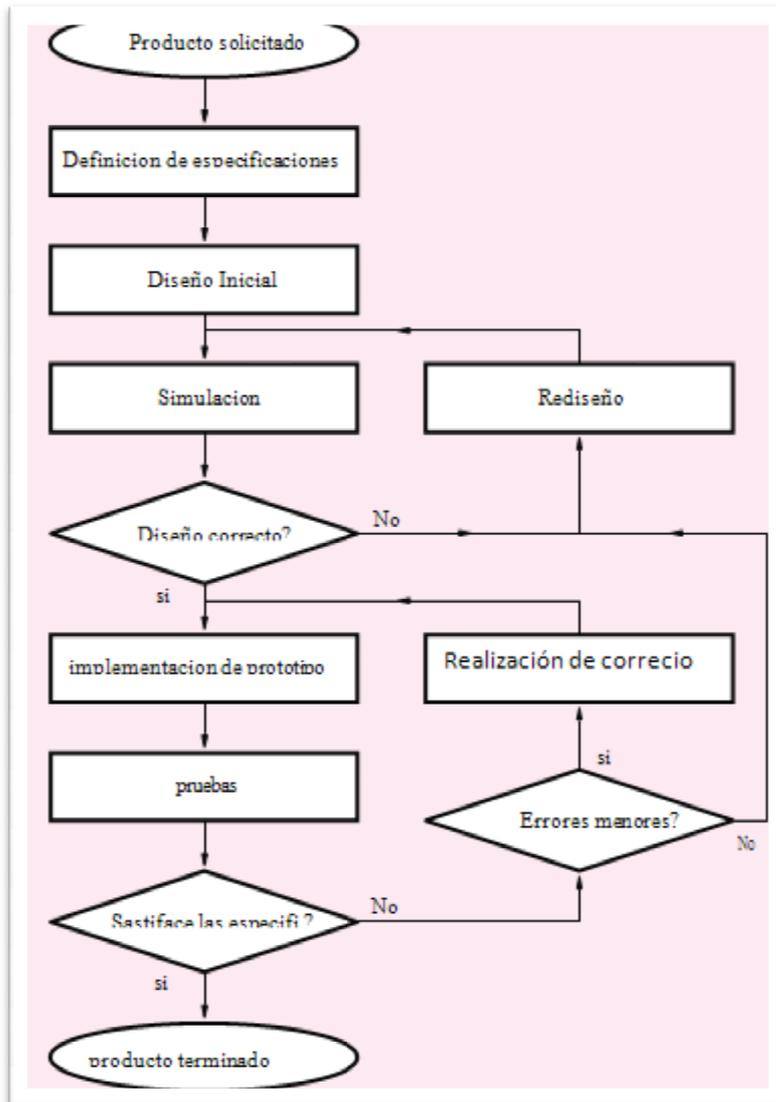 Producto solicitado
Definicion de especificaciones
Diseño Inicial
Simulacion
Rediseño
Diseño correcto?
No
si
implementacion de prototipo
Realización de correcio
pruebas
si
Errores menores?
No
Sastiface las especifi ?
No
si
producto terminado